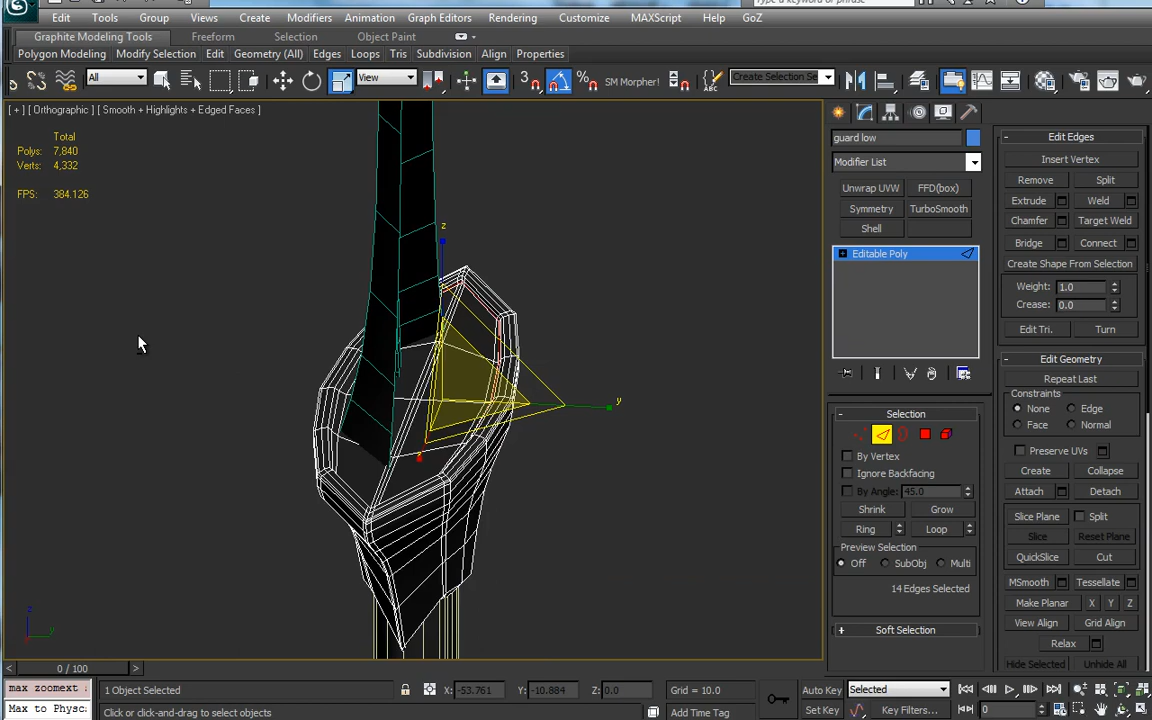 Edit Tools Group Views Create Modifiers Animation Graph Editors Rendering Customize MAXScript Help GoZ
Graphite Modeling Tools Freeform Selection Object Paint
Polygon Modeling Modify Selection Edit Geometry (All) Edges Loops Tris Subdivision Align Properties
All View 3 % SM Morpher! ABC Create Selection Se
[ + ] [ Orthographic ] [ Smooth + Highlights + Edged Faces ]
Total
Polys: 7,840
Verts: 4,332
FPS: 384.126
z
y
z
y
guard low
Modifier List
Unwrap UVW FFD(box)
Symmetry TurboSmooth
Shell
Editable Poly
- Selection
By Vertex
Ignore Backfacing
By Angle: 45.0
Shrink Grow
Ring Loop
Preview Selection
Off SubObj Multi
14 Edges Selected
+ Soft Selection
- Edit Edges
Insert Vertex
Remove Split
Extrude Weld
Chamfer Target Weld
Bridge Connect
Create Shape From Selection
Weight: 1.0
Crease: 0.0
Edit Tri. Turn
- Edit Geometry
Repeat Last
Constraints
None Edge
Face Normal
Preserve UVs
Create Collapse
Attach Detach
Slice Plane Split
Slice Reset Plane
QuickSlice Cut
MSmooth Tessellate
Make Planar X Y Z
View Align Grid Align
Relax
Hide Selected Unhide All
< 0 / 100 >
max zoomext
Max to Physc
1 Object Selected X: -53.761 Y: -10.884 Z: 0.0 Grid = 10.0
Click or click-and-drag to select objects Add Time Tag
Auto Key Selected
Set Key Key Filters... 0